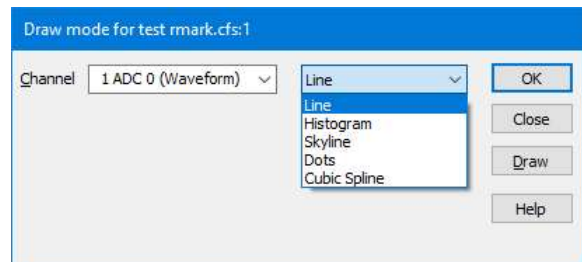 Draw mode for test rmark.cfs:1
Channel 1 ADC 0 (Waveform) Line OK
Line
Histogram
Skyline
Dots
Cubic Spline
Close
Draw
Help